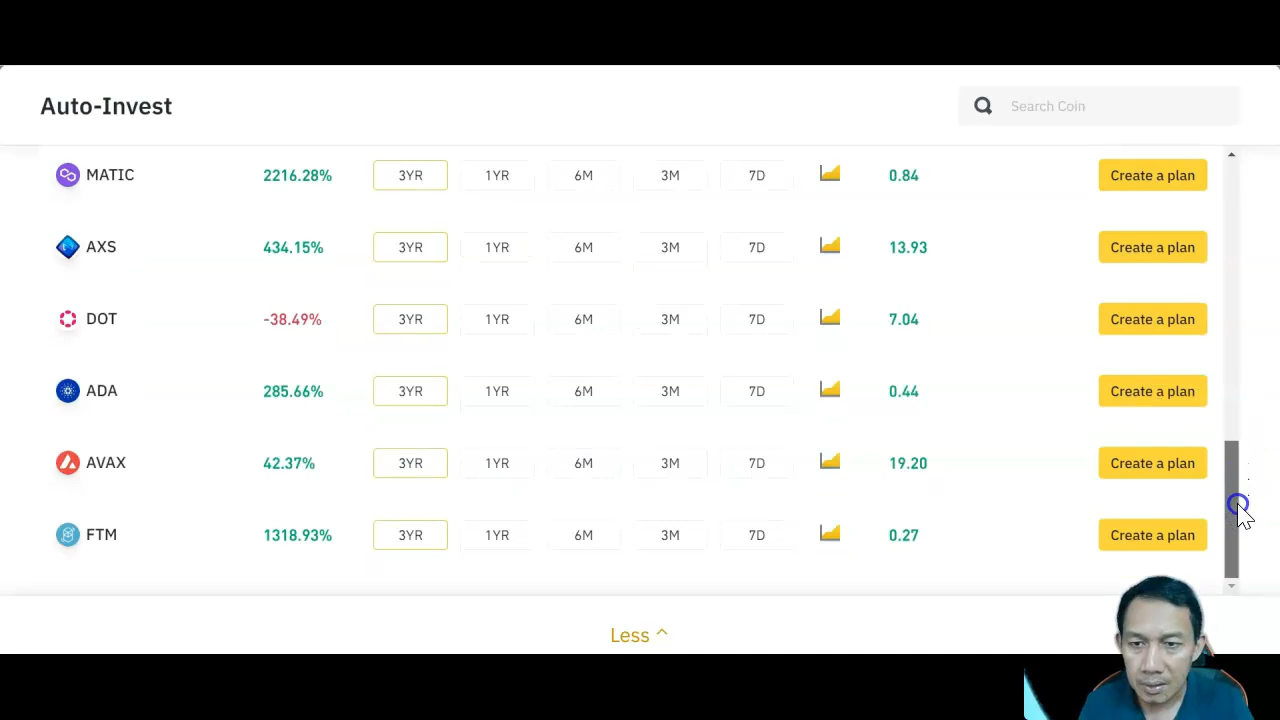 Auto-Invest
Search Coin
MATIC 2216.28% 3YR 1YR 6M 3M 7D 0.84 Create a plan
AXS 434.15% 3YR 1YR 6M 3M 7D 13.93 Create a plan
DOT -38.49% 3YR 1YR 6M 3M 7D 7.04 Create a plan
ADA 285.66% 3YR 1YR 6M 3M 7D 0.44 Create a plan
AVAX 42.37% 3YR 1YR 6M 3M 7D 19.20 Create a plan
FTM 1318.93% 3YR 1YR 6M 3M 7D 0.27 Create a plan
Less